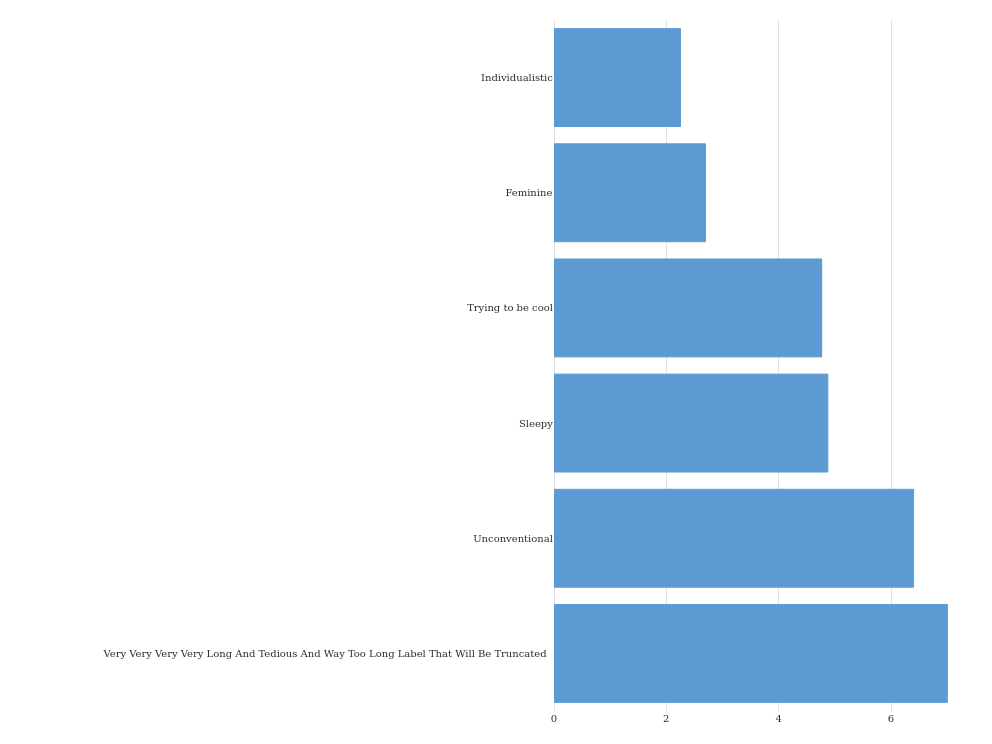 Individualistic
Feminine
Trying to be cool
Sleepy
Unconventional
Very Very Very Very Long And Tedious And Way Too Long Label That Will Be Truncated
0 2 4 6